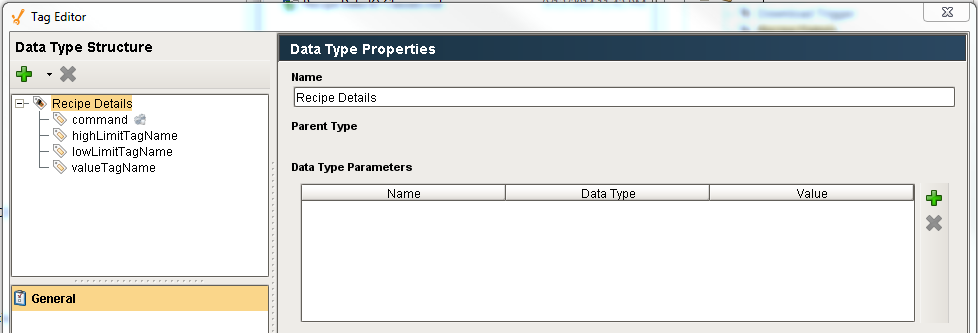 Tag Editor
Data Type Structure
Recipe Details
command
highLimitTagName
lowLimitTagName
valueTagName
General
Data Type Properties
Name
Recipe Details
Parent Type
Data Type Parameters
Name Data Type Value